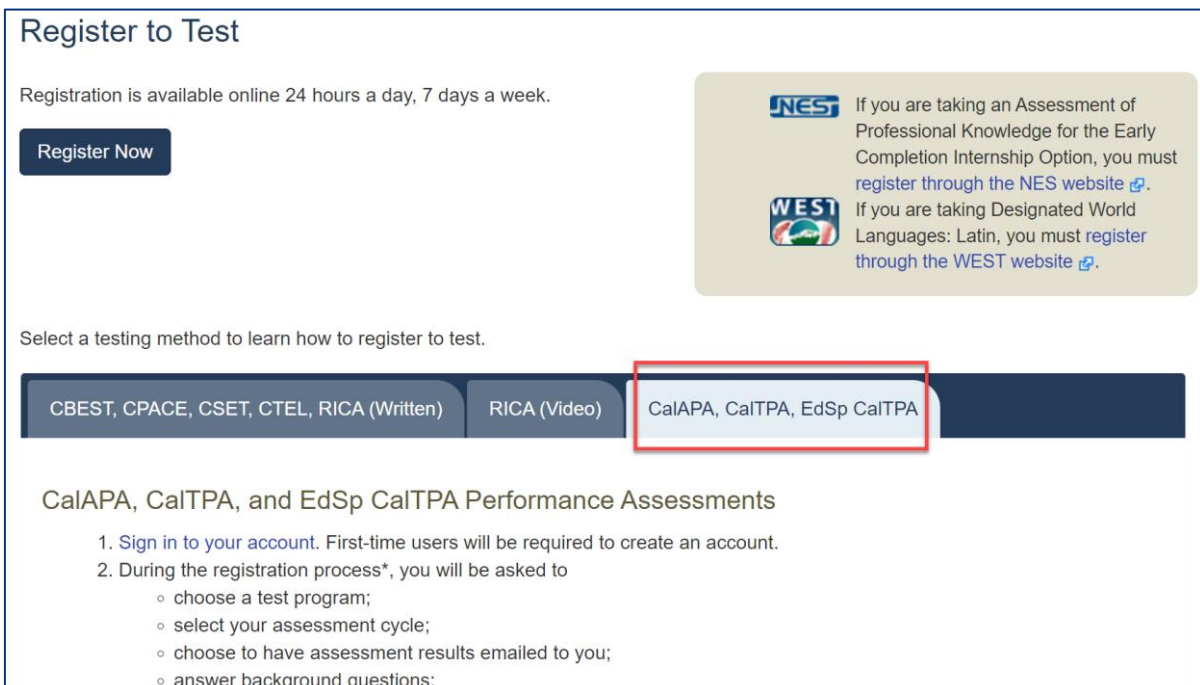 Register to Test
Registration is available online 24 hours a day, 7 days a week.
Register Now
NES
If you are taking an Assessment of
Professional Knowledge for the Early
Completion Internship Option, you must
register through the NES website.
WEST
If you are taking Designated World
Languages: Latin, you must register
through the WEST website.
Select a testing method to learn how to register to test.
CBEST, CPACE, CSET, CTEL, RICA (Written)
RICA (Video)
CalAPA, CalTPA, EdSp CalTPA
CalAPA, CalTPA, and EdSp CalTPA Performance Assessments
1. Sign in to your account. First-time users will be required to create an account.
2. During the registration process*, you will be asked to
◦ choose a test program;
◦ select your assessment cycle;
◦ choose to have assessment results emailed to you;
◦ answer background questions;